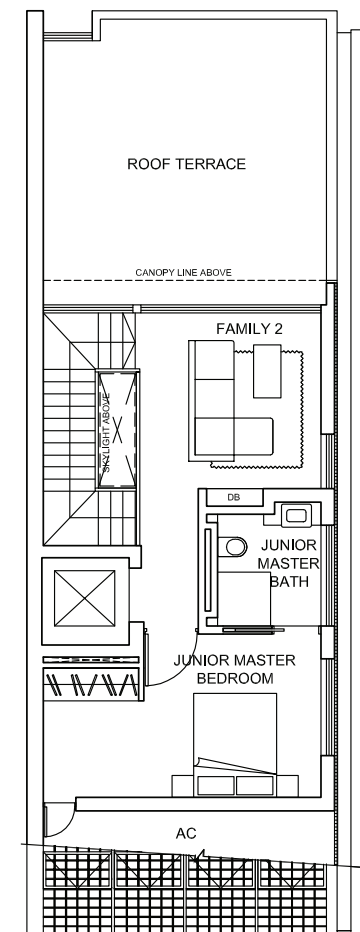 ROOF TERRACE
CANOPY LINE ABOVE
FAMILY 2
SKYLIGHT ABOVE
DB
JUNIOR
MASTER
BATH
JUNIOR MASTER
BEDROOM
AC